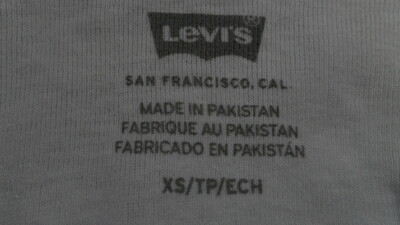 Levi's
SAN FRANCISCO, CAL.
MADE IN PAKISTAN
FABRIQUE AU PAKISTAN
FABRICADO EN PAKISTÁN
XS/TP/ECH